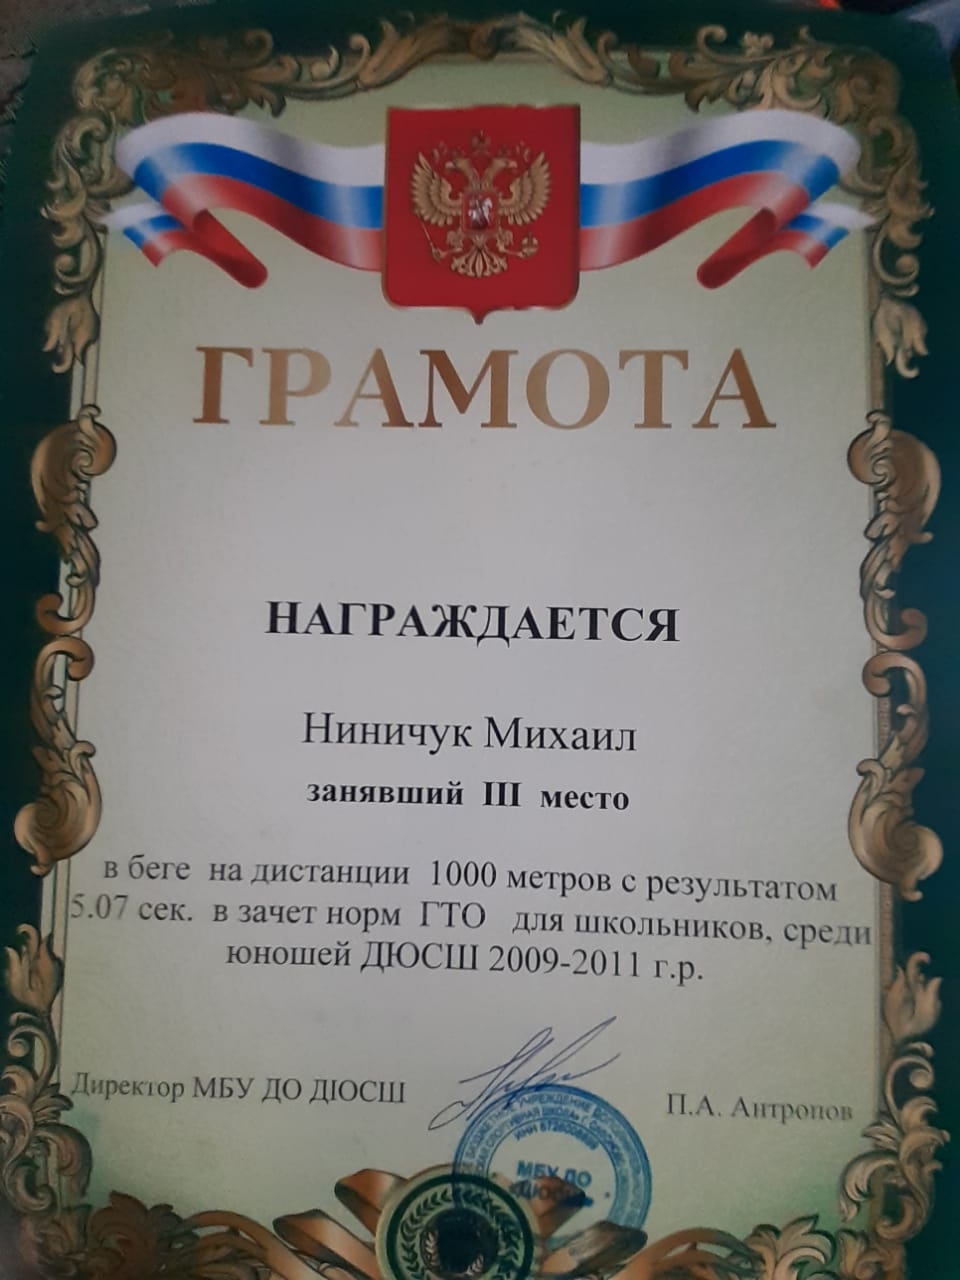 ГРАМОТА
НАГРАЖДАЕТСЯ
Ниничук Михаил
занявший III место
в беге на дистанции 1000 метров с результатом
5.07 сек. в зачет норм ГТО для школьников, среди
юношей ДЮСШ 2009-2011 г.р.
Директор МБУ ДО ДЮСШ
П.А. Антропов
МБУ ДО